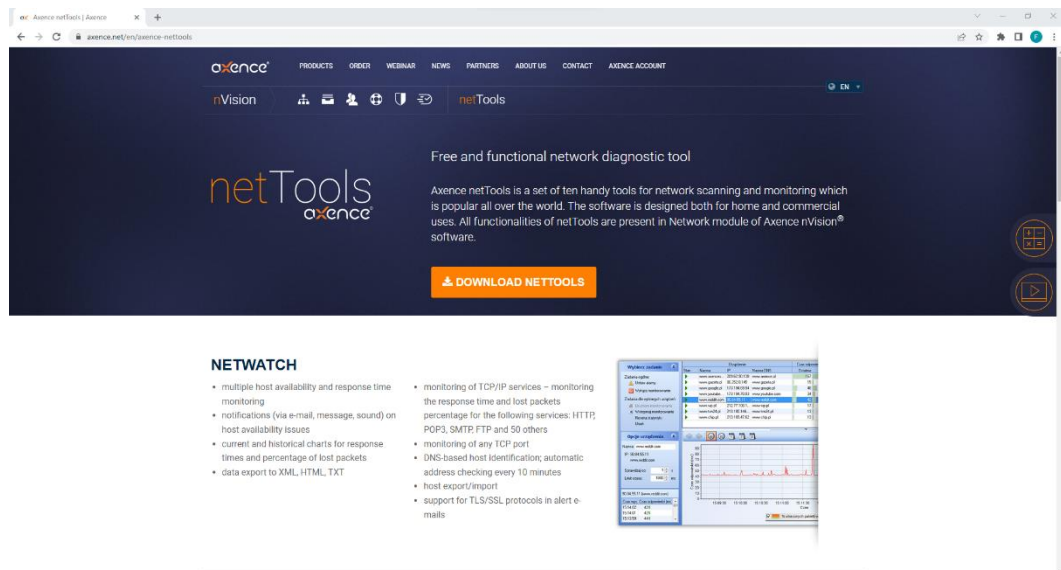 Axence netTools | Axence
axence.net/en/axence-nettools
axence
PRODUCTS ORDER WEBINAR NEWS PARTNERS ABOUT US CONTACT AXENCE ACCOUNT
EN
nVision netTools
netTools
axence
Free and functional network diagnostic tool
Axence netTools is a set of ten handy tools for network scanning and monitoring which
is popular all over the world. The software is designed both for home and commercial
uses. All functionalities of netTools are present in Network module of Axence nVision®
software.
DOWNLOAD NETTOOLS
NETWATCH
• multiple host availability and response time
monitoring
• notifications (via e-mail, message, sound) on
host availability issues
• current and historical charts for response
times and percentage of lost packets
• data export to XML, HTML, TXT
• monitoring of TCP/IP services – monitoring
the response time and lost packets
percentage for the following services: HTTP,
POP3, SMTP, FTP and 50 others
• monitoring of any TCP port
• DNS-based host identification; automatic
address checking every 10 minutes
• host export/import
• support for TLS/SSL protocols in alert e-
mails
Wybierz zadanie
Opcje urządzenia